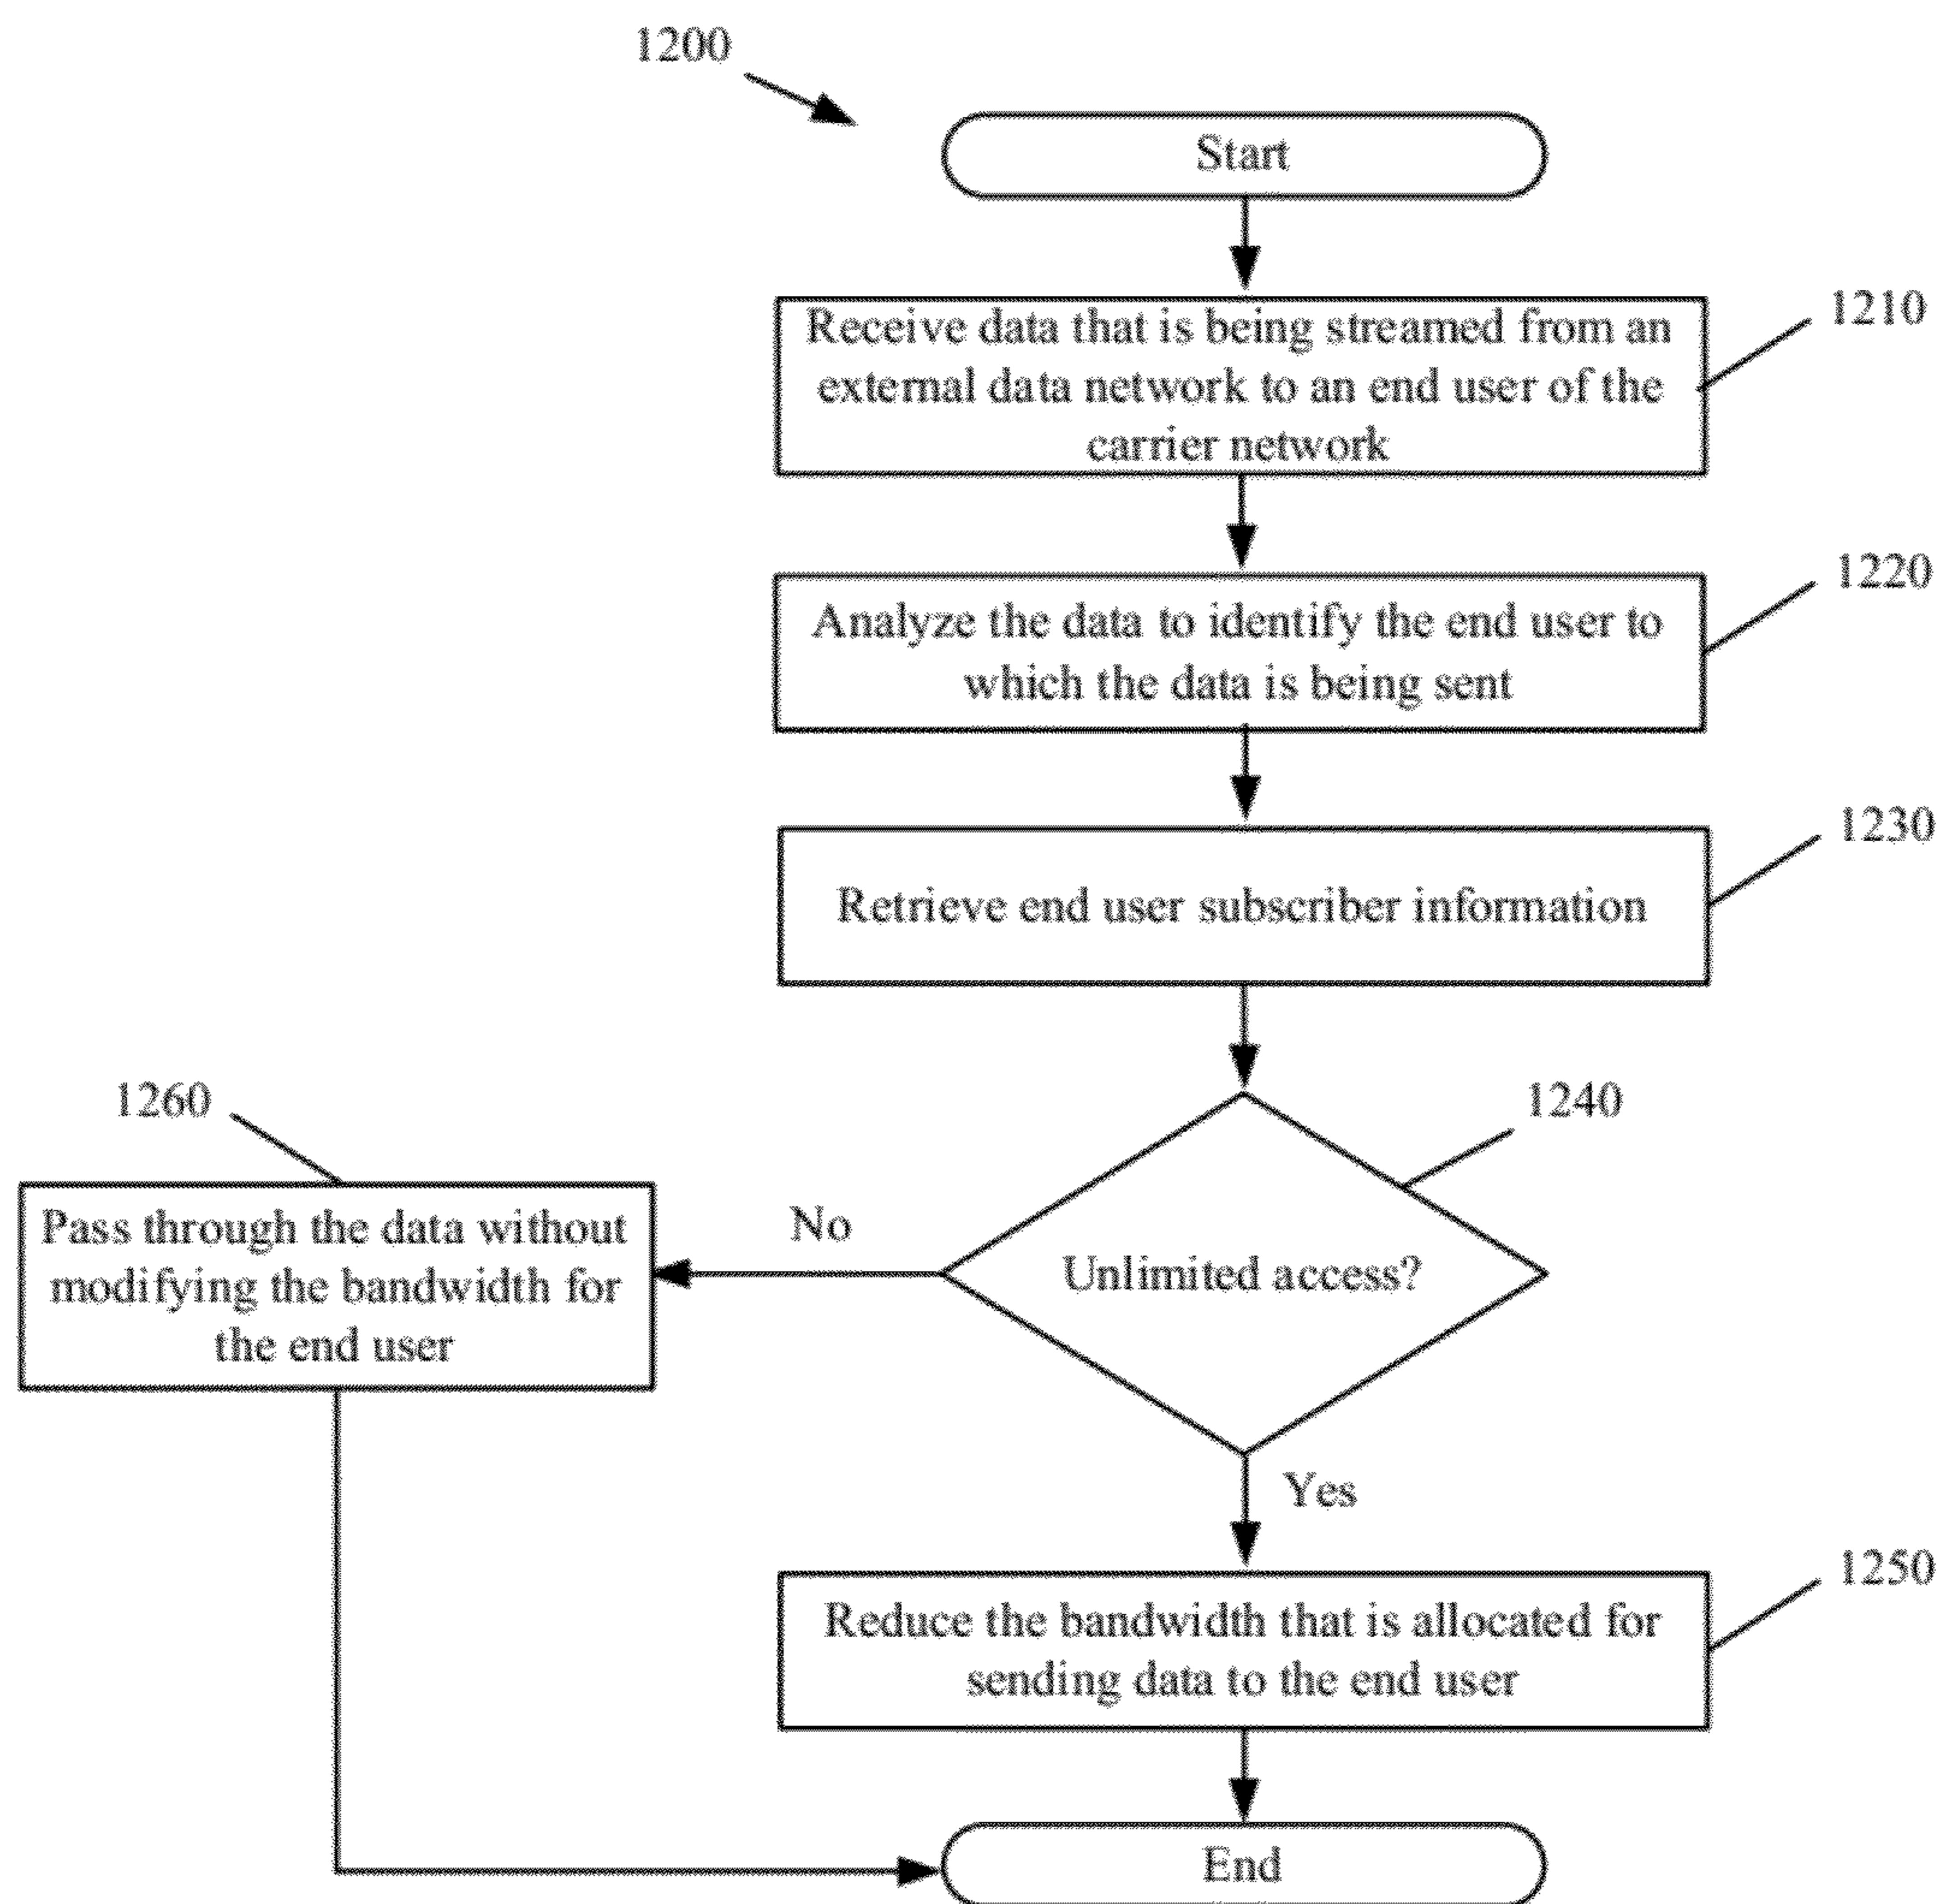 1200
Start
Receive data that is being streamed from an
external data network to an end user of the
carrier network
1210
Analyze the data to identify the end user to
which the data is being sent
1220
Retrieve end user subscriber information
1230
Unlimited access?
1240
No
1260
Pass through the data without
modifying the bandwidth for
the end user
Yes
Reduce the bandwidth that is allocated for
sending data to the end user
1250
End